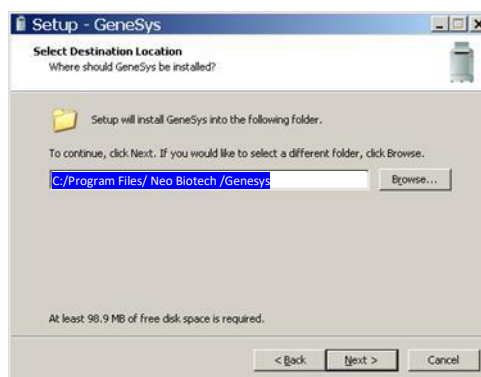 Setup - GeneSys
Select Destination Location
Where should GeneSys be installed?
Setup will install GeneSys into the following folder.
To continue, click Next. If you would like to select a different folder, click Browse.
C:/Program Files/ Neo Biotech /Genesys
Browse...
At least 98.9 MB of free disk space is required.
< Back
Next >
Cancel